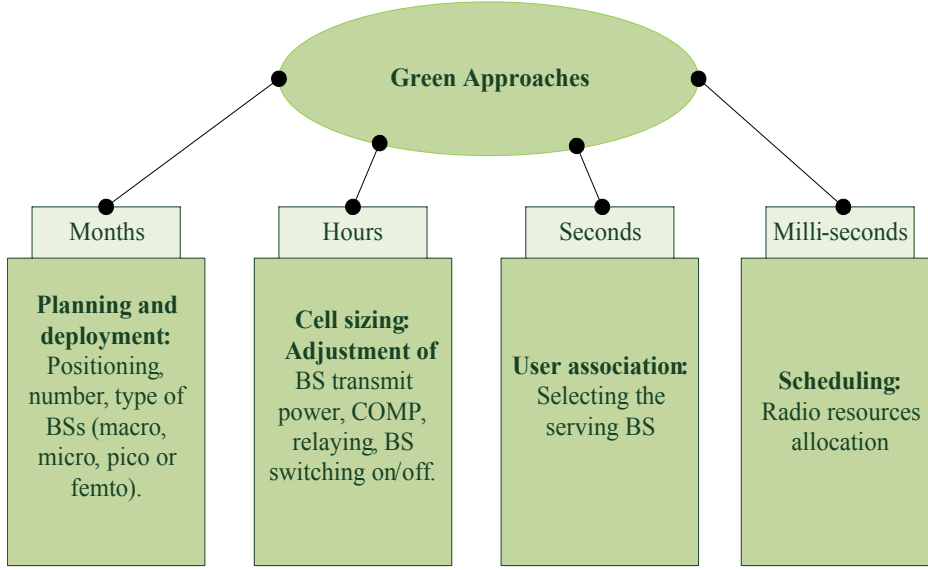 Green Approaches
Months
Planning and
deployment:
Positioning,
number, type of
BSs (macro,
micro, pico or
femto).
Hours
Cell sizing:
Adjustment of
BS transmit
power, COMP,
relaying, BS
switching on/off.
Seconds
User association:
Selecting the
serving BS
Milli-seconds
Scheduling:
Radio resources
allocation